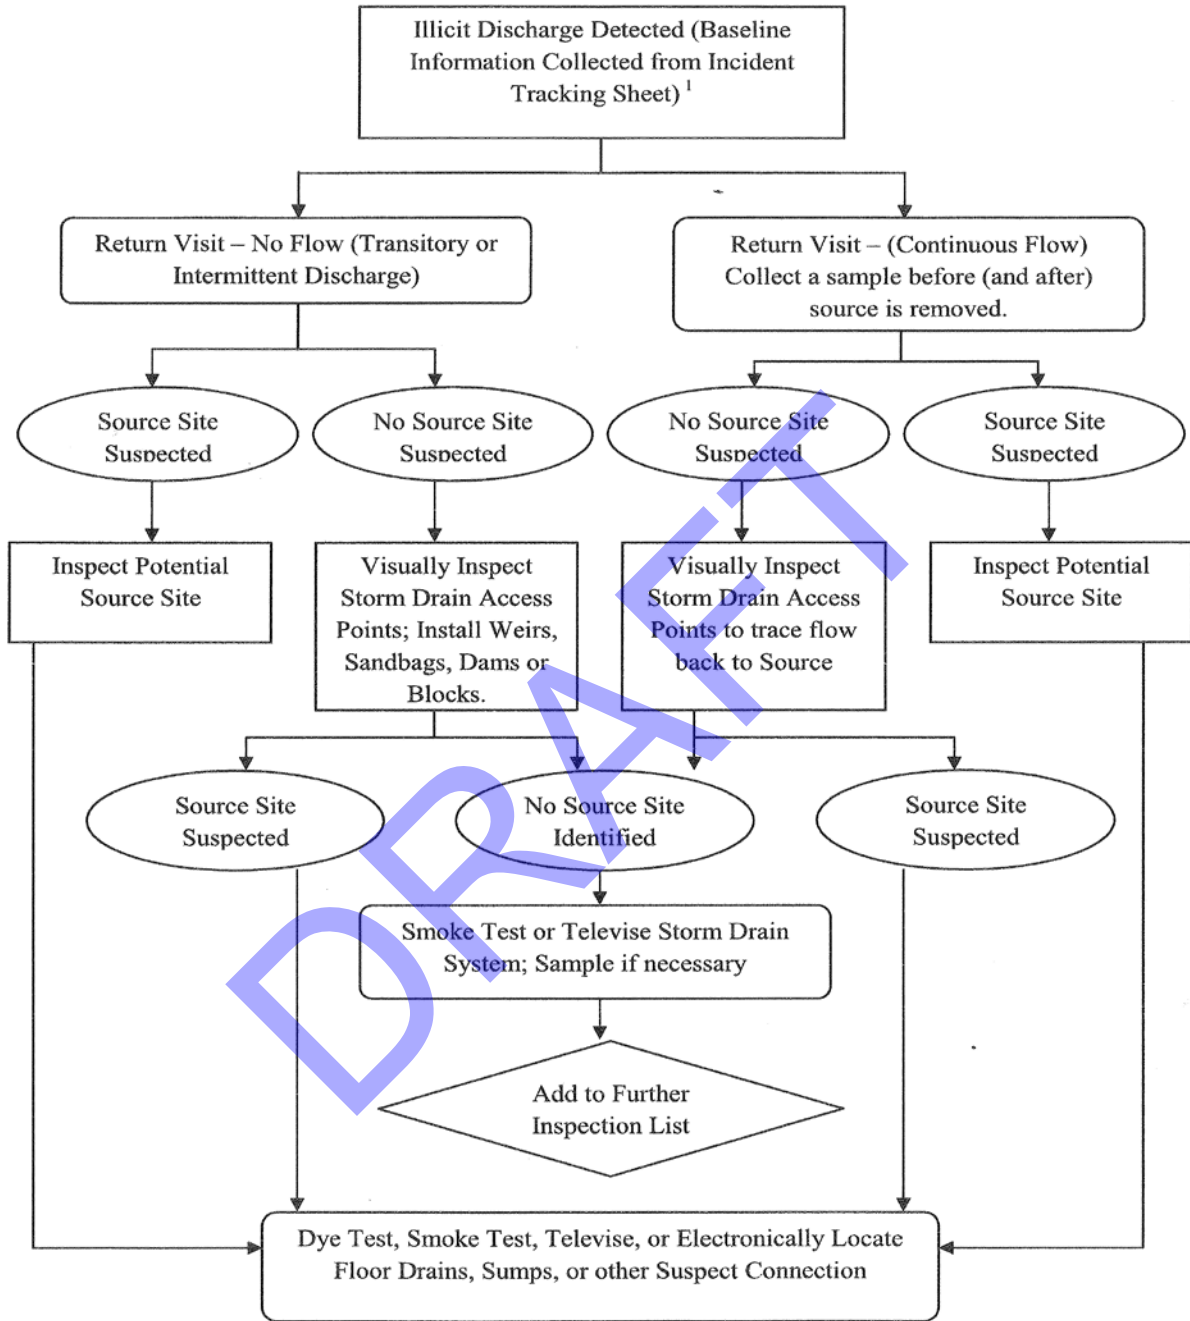 Illicit Discharge Detected (Baseline
Information Collected from Incident
Tracking Sheet) 1
Return Visit – No Flow (Transitory or
Intermittent Discharge)
Return Visit – (Continuous Flow)
Collect a sample before (and after)
source is removed.
Source Site
Suspected
No Source Site
Suspected
No Source Site
Suspected
Source Site
Suspected
Inspect Potential
Source Site
Visually Inspect
Storm Drain Access
Points; Install Weirs,
Sandbags, Dams or
Blocks.
Visually Inspect
Storm Drain Access
Points to trace flow
back to Source
Inspect Potential
Source Site
Source Site
Suspected
No Source Site
Identified
Source Site
Suspected
Smoke Test or Televise Storm Drain
System; Sample if necessary
Add to Further
Inspection List
Dye Test, Smoke Test, Televise, or Electronically Locate
Floor Drains, Sumps, or other Suspect Connection
DRAFT